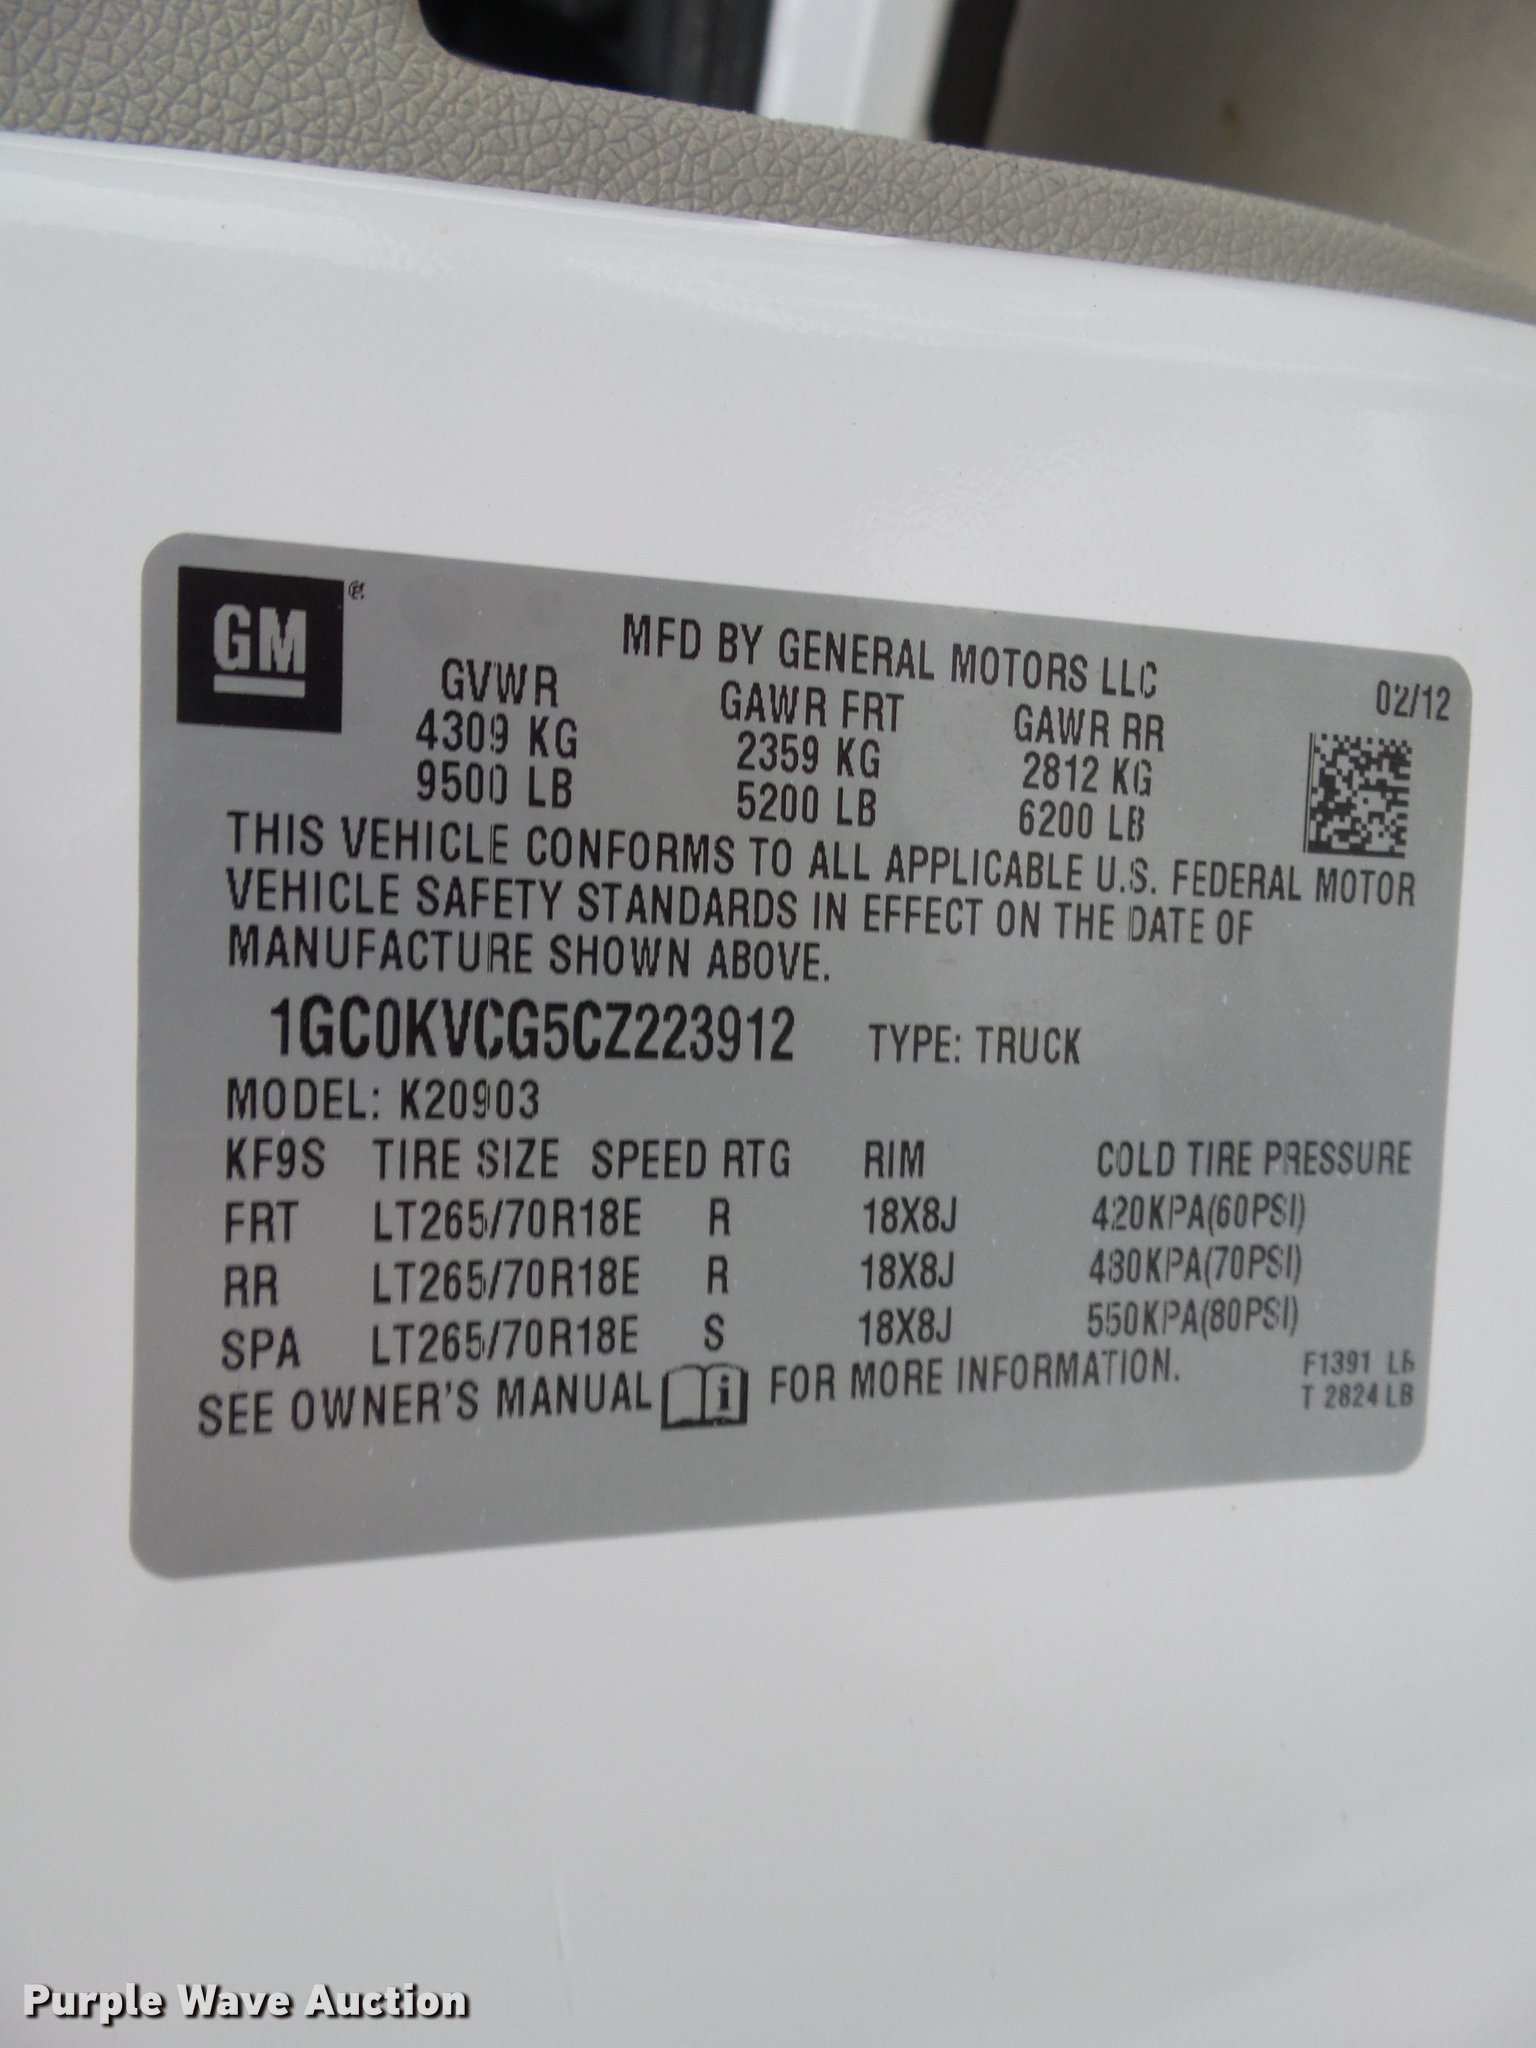 GM
MFD BY GENERAL MOTORS LLC
02/12
GVWR GAWR FRT GAWR RR
4309 KG 2359 KG 2812 KG
9500 LB 5200 LB 6200 LB
THIS VEHICLE CONFORMS TO ALL APPLICABLE U.S. FEDERAL MOTOR
VEHICLE SAFETY STANDARDS IN EFFECT ON THE DATE OF
MANUFACTURE SHOWN ABOVE.
1GC0KVCG5CZ223912 TYPE: TRUCK
MODEL: K20903
KF9S TIRE SIZE SPEED RTG RIM COLD TIRE PRESSURE
FRT LT265/70R18E R 18X8J 420KPA(60PSI)
RR LT265/70R18E R 18X8J 480KPA(70PSI)
SPA LT265/70R18E S 18X8J 550KPA(80PSI)
SEE OWNER'S MANUAL i FOR MORE INFORMATION.
F1391 LB
T 2824 LB
Purple Wave Auction